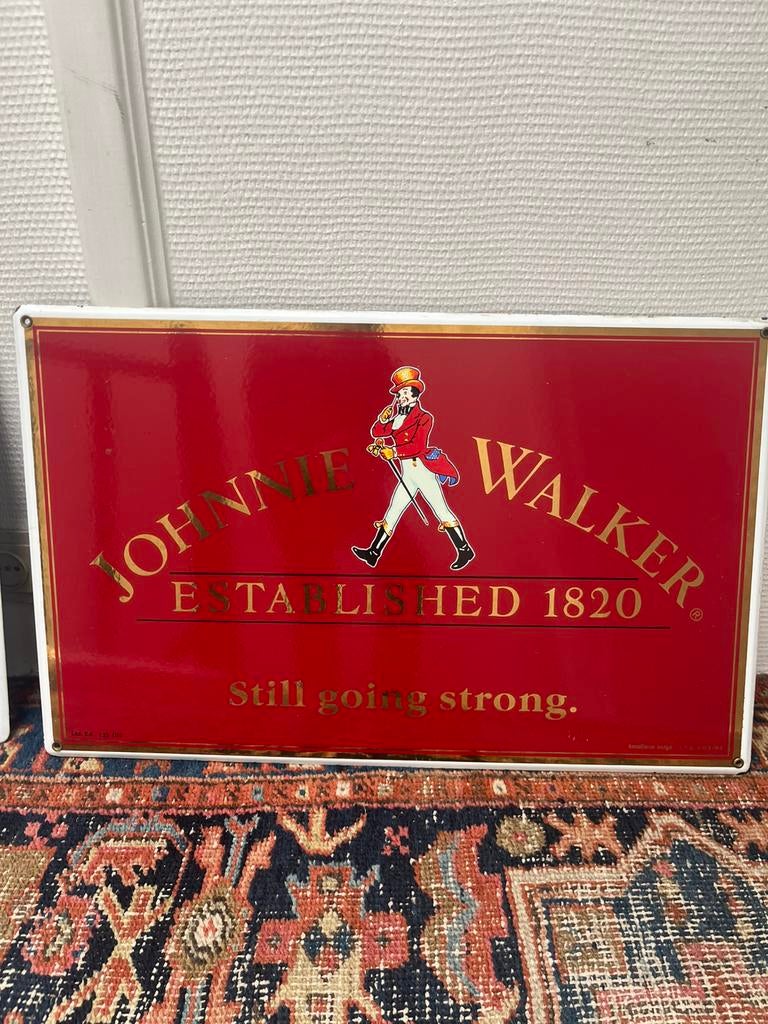 JOHNNIE WALKER ®
ESTABLISHED 1820
Still going strong.